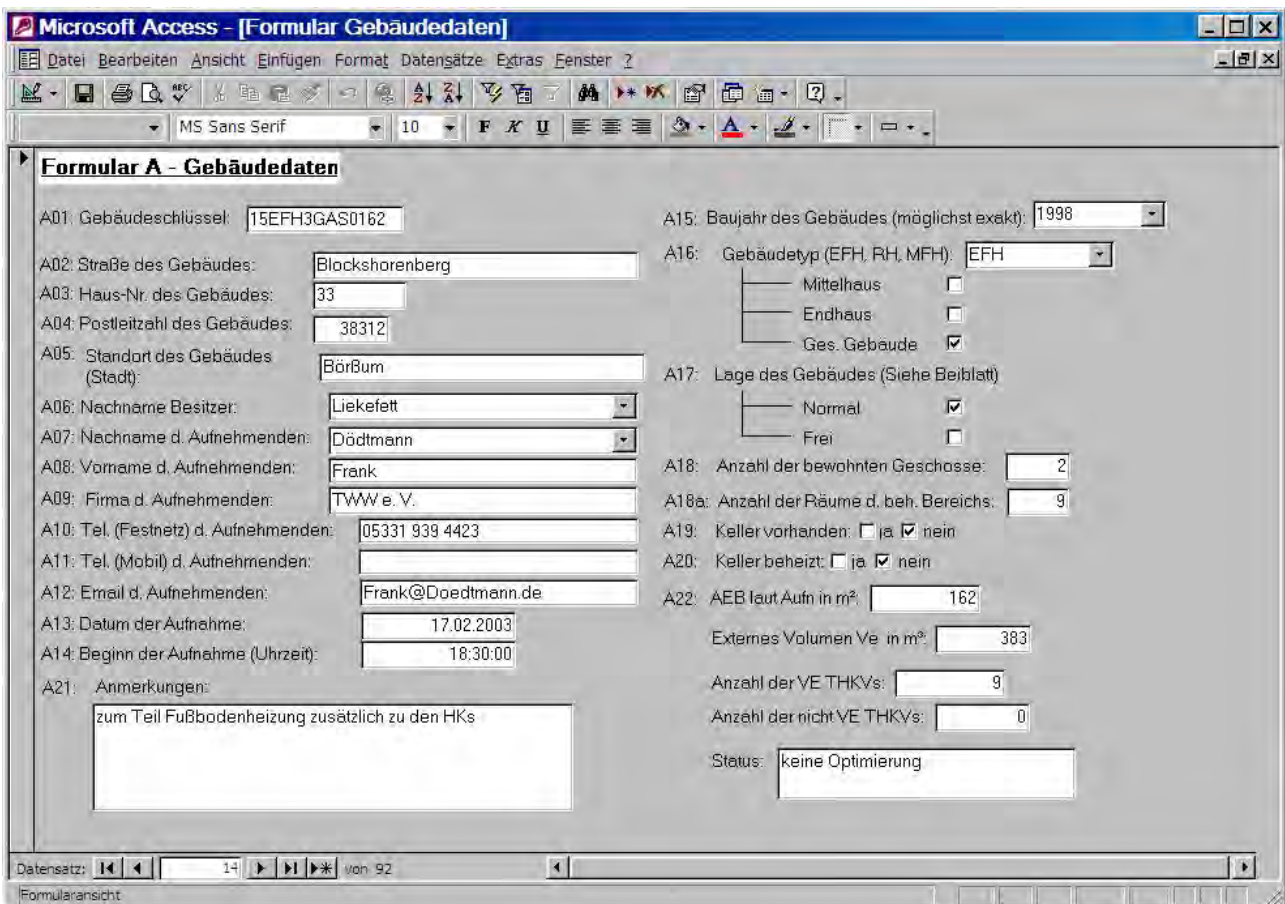 Microsoft Access - [Formular Gebäudedaten]
Datei Bearbeiten Ansicht Einfügen Format Datensätze Extras Fenster ?
MS Sans Serif 10 F K U
Formular A - Gebäudedaten
A01: Gebäudeschlüssel: 15EFH3GAS0162
A02: Straße des Gebäudes: Blockshorenberg
A03: Haus-Nr. des Gebäudes: 33
A04: Postleitzahl des Gebäudes: 38312
A05: Standort des Gebäudes
(Stadt): Börßum
A06: Nachname Besitzer: Liekefett
A07: Nachname d. Aufnehmenden: Dödtmann
A08: Vorname d. Aufnehmenden: Frank
A09: Firma d. Aufnehmenden: TWW e. V.
A10: Tel. (Festnetz) d. Aufnehmenden: 05331 939 4423
A11: Tel. (Mobil) d. Aufnehmenden:
A12: Email d. Aufnehmenden: Frank@Doedtmann.de
A13: Datum der Aufnahme: 17.02.2003
A14: Beginn der Aufnahme (Uhrzeit): 18:30:00
A21: Anmerkungen:
zum Teil Fußbodenheizung zusätzlich zu den HKs
A15: Baujahr des Gebäudes (möglichst exakt): 1998
A16: Gebäudetyp (EFH, RH, MFH): EFH
Mittelhaus
Endhaus
Ges. Gebäude
A17: Lage des Gebäudes (Siehe Beiblatt)
Normal
Frei
A18: Anzahl der bewohnten Geschosse: 2
A18a: Anzahl der Räume d. beh. Bereichs: 9
A19: Keller vorhanden: ja nein
A20: Keller beheizt: ja nein
A22: AEB laut Aufn in m²: 162
Externes Volumen Ve in m³: 383
Anzahl der VE THKVs: 9
Anzahl der nicht VE THKVs: 0
Status: keine Optimierung
Datensatz: 14 von 92
Formularansicht